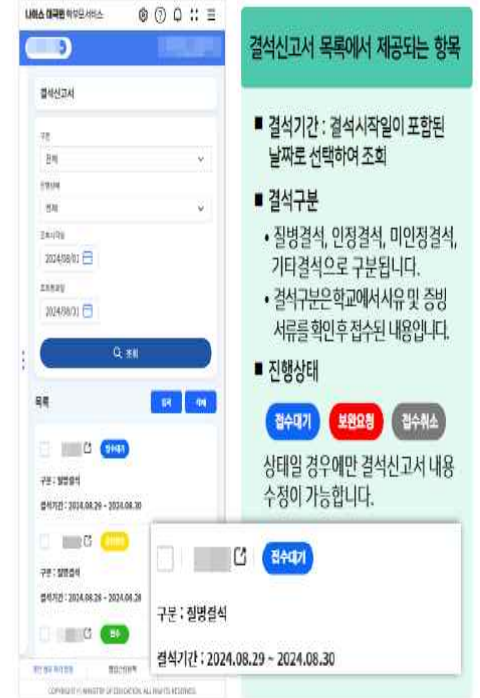 나이스 대국민 학부모서비스
결석신고서
구분
전체
진행상태
전체
조회시작일
2024/08/01
조회종료일
2024/08/31
조회
목록
등록
삭제
접수대기
구분 : 질병결석
결석기간 : 2024.08.29 ~ 2024.08.30
구분 : 질병결석
결석기간 : 2024.08.28 ~ 2024.08.28
접수
개인정보 처리방침
COPYRIGHT © MINISTRY OF EDUCATION, ALL RIGHTS RESERVED.
결석신고서 목록에서 제공되는 항목
■ 결석기간 : 결석시작일이 포함된
날짜로 선택하여 조회
■ 결석구분
• 질병결석, 인정결석, 미인정결석,
기타결석으로 구분됩니다.
• 결석구분은학교에서사유 및 증빙
서류를 확인 후 접수된 내용입니다.
■ 진행상태
접수대기 보완요청 접수취소
상태일 경우에만 결석신고서 내용
수정이 가능합니다.
접수대기
구분 : 질병결석
결석기간 : 2024.08.29 ~ 2024.08.30